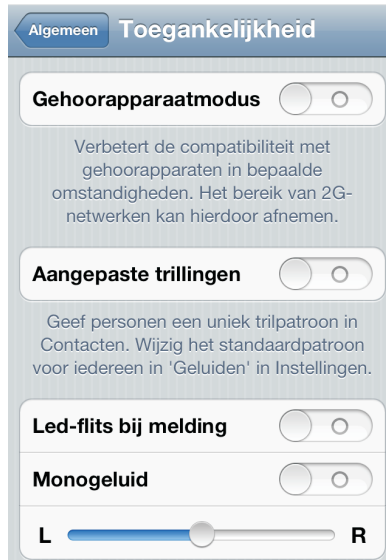 Algemeen Toegankelijkheid
Gehoorapparaatmodus
Verbetert de compatibiliteit met
gehoorapparaten in bepaalde
omstandigheden. Het bereik van 2G-
netwerken kan hierdoor afnemen.
Aangepaste trillingen
Geef personen een uniek trilpatroon in
Contacten. Wijzig het standaardpatroon
voor iedereen in 'Geluiden' in Instellingen.
Led-flits bij melding
Monogeluid
L R